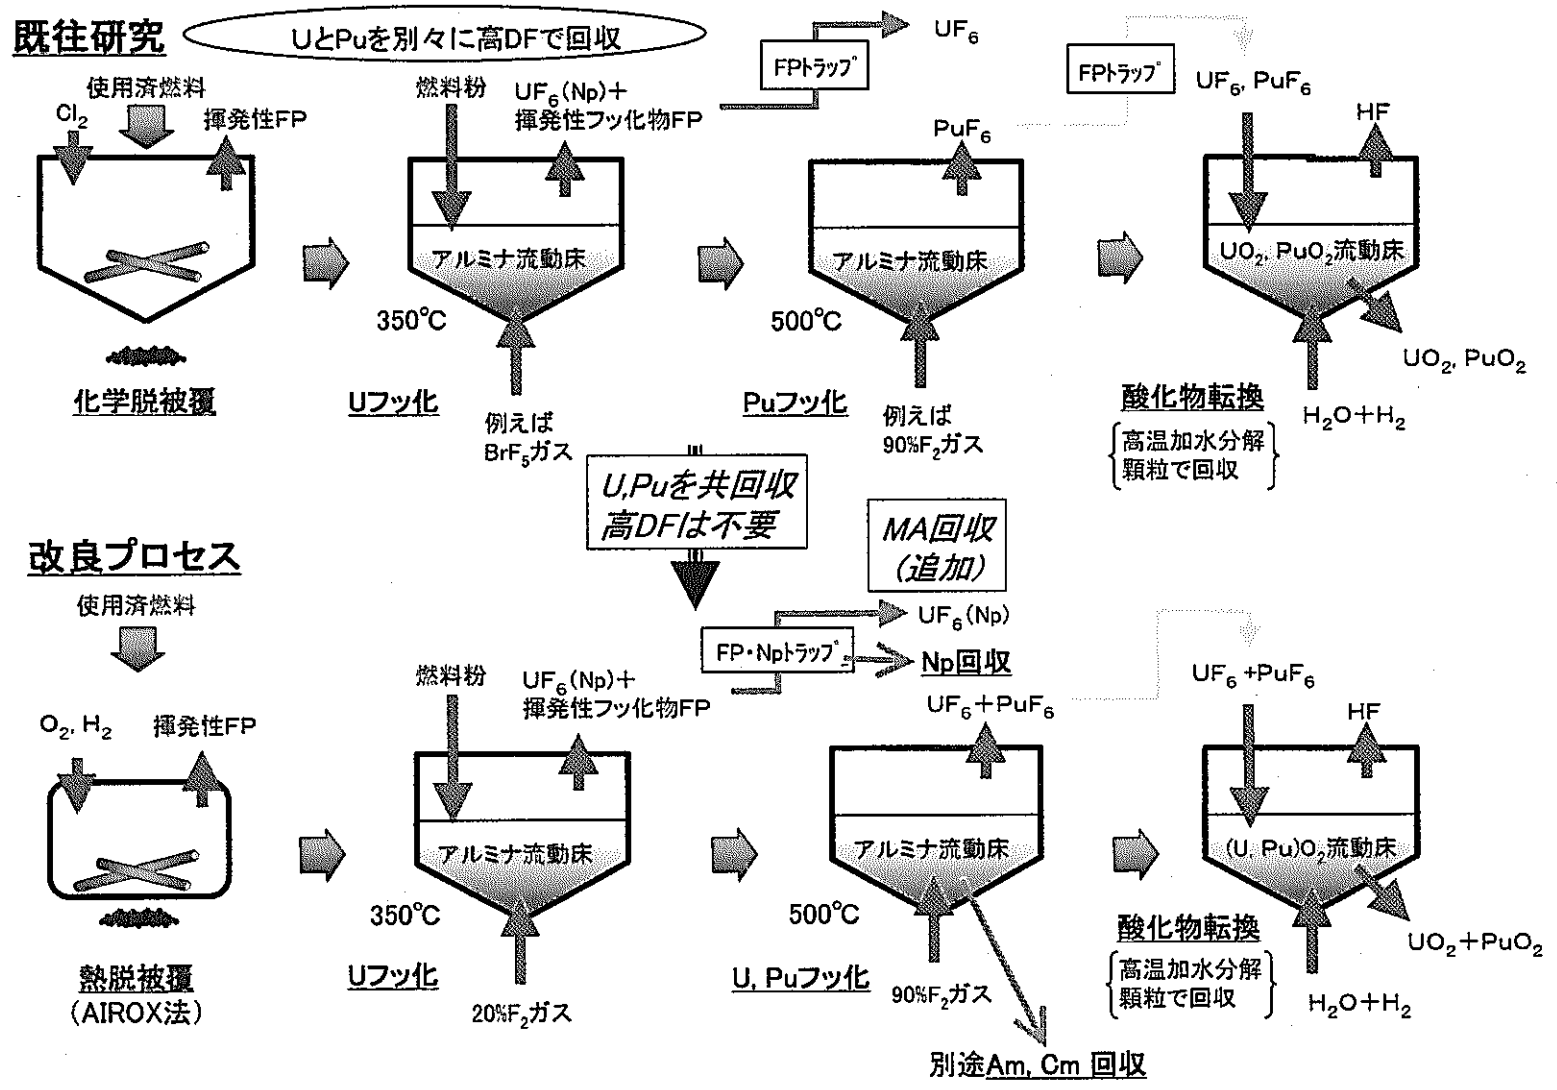 既往研究
UとPuを別々に高DFで回収
使用済燃料
Cl₂
揮発性FP
化学脱被覆
燃料粉
UF₆(Np)+
揮発性フッ化物FP
FPトラップ
UF₆
アルミナ流動床
350℃
Uフッ化
例えば
BrF₅ガス
PuF₆
FPトラップ
アルミナ流動床
500℃
Puフッ化
例えば
90%F₂ガス
UF₆, PuF₆
HF
UO₂, PuO₂流動床
UO₂, PuO₂
酸化物転換
高温加水分解
顆粒で回収
H₂O+H₂
U,Puを共回収
高DFは不要
MA回収
(追加)
改良プロセス
使用済燃料
O₂, H₂
揮発性FP
熱脱被覆
(AIROX法)
燃料粉
UF₆(Np)+
揮発性フッ化物FP
FP・Npトラップ
UF₆(Np)
Np回収
アルミナ流動床
350℃
Uフッ化
20%F₂ガス
UF₆+PuF₆
アルミナ流動床
500℃
U, Puフッ化
90%F₂ガス
別途Am, Cm 回収
UF₆+PuF₆
HF
(U, Pu)O₂流動床
UO₂+PuO₂
酸化物転換
高温加水分解
顆粒で回収
H₂O+H₂